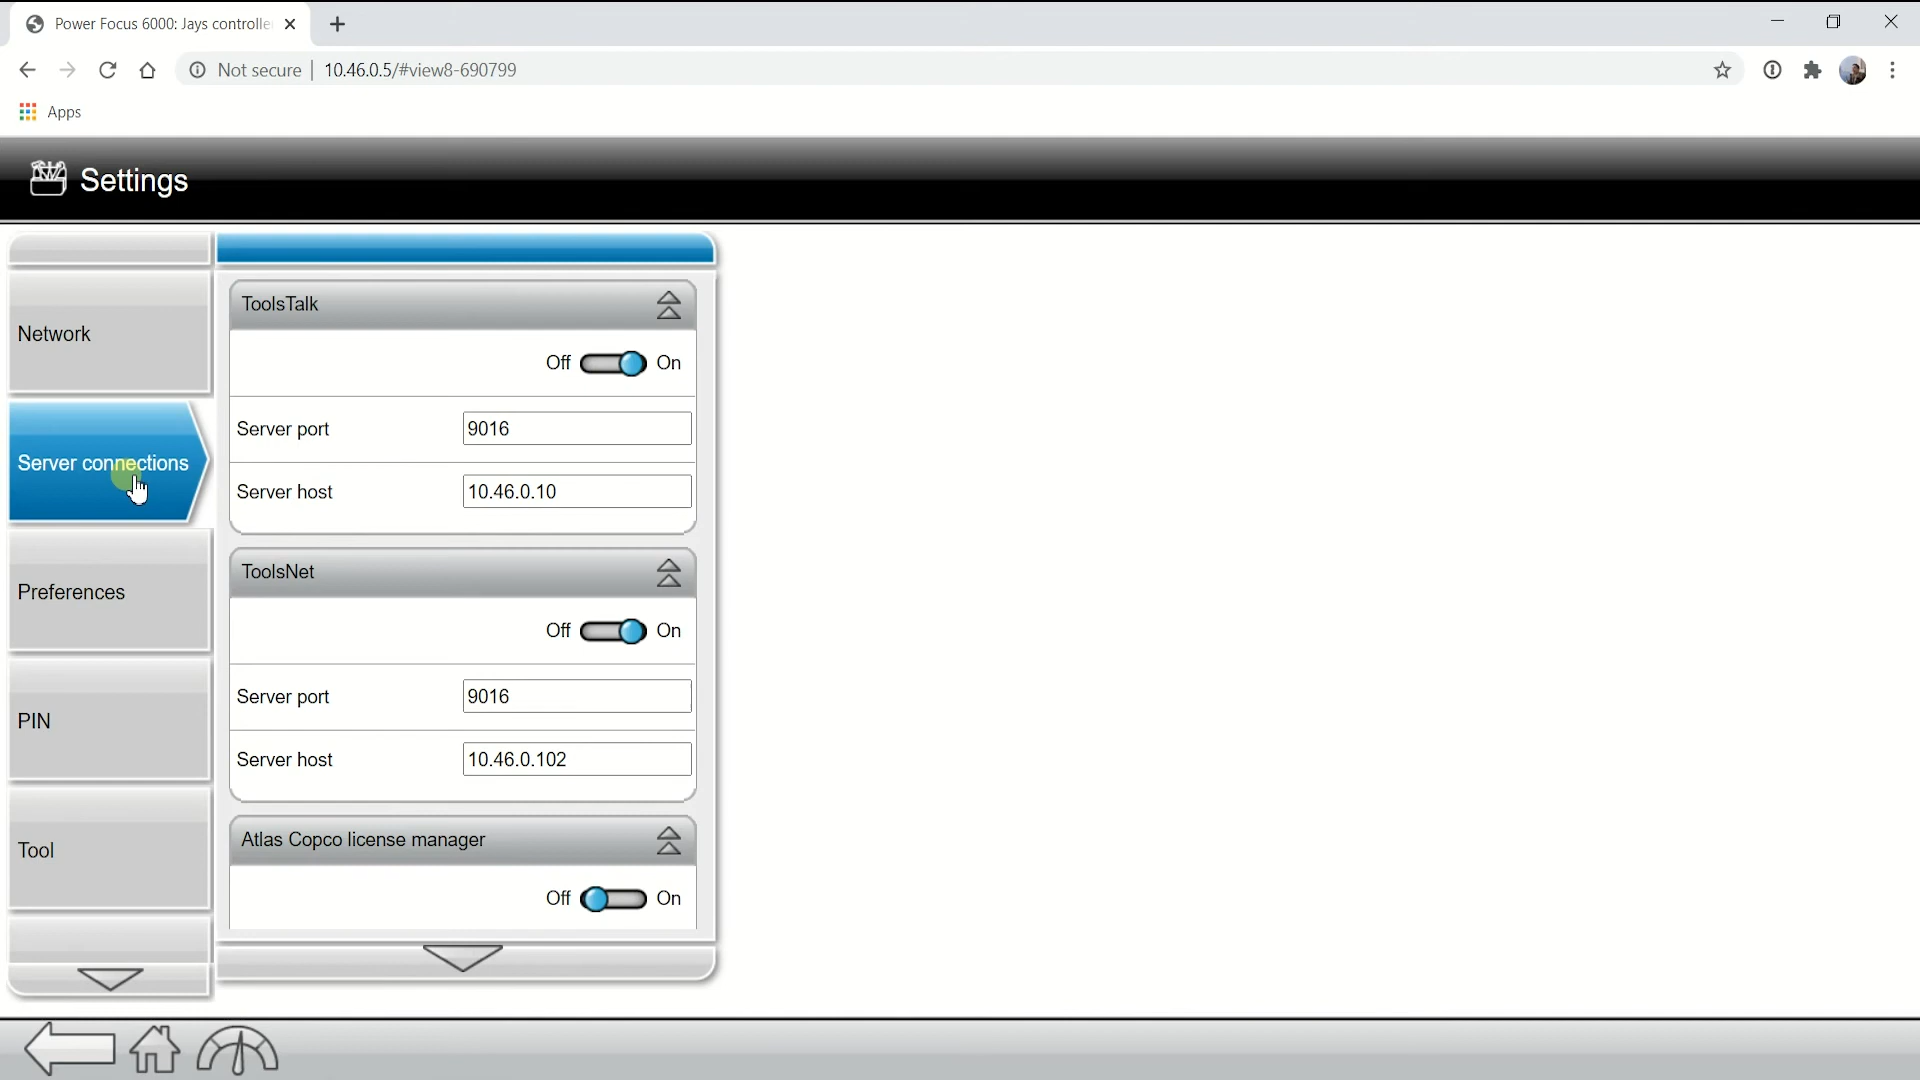 Power Focus 6000: Jays controlle
Not secure | 10.46.0.5/#view8-690799
Apps
Settings
Network
Server connections
Preferences
PIN
Tool
ToolsTalk
Off On
Server port 9016
Server host 10.46.0.10
ToolsNet
Off On
Server port 9016
Server host 10.46.0.102
Atlas Copco license manager
Off On